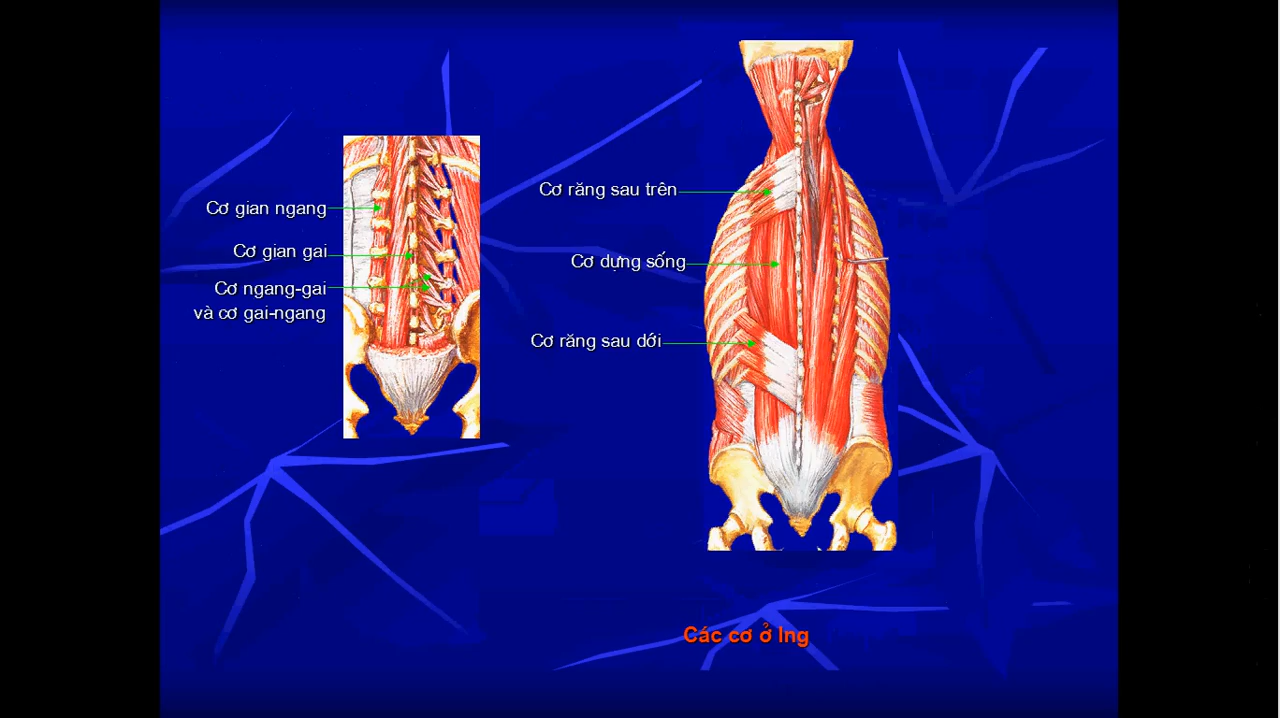 Cơ gian ngang
Cơ gian gai
Cơ ngang-gai
và cơ gai-ngang
Cơ răng sau trên
Cơ dựng sống
Cơ răng sau dới
Các cơ ở lng